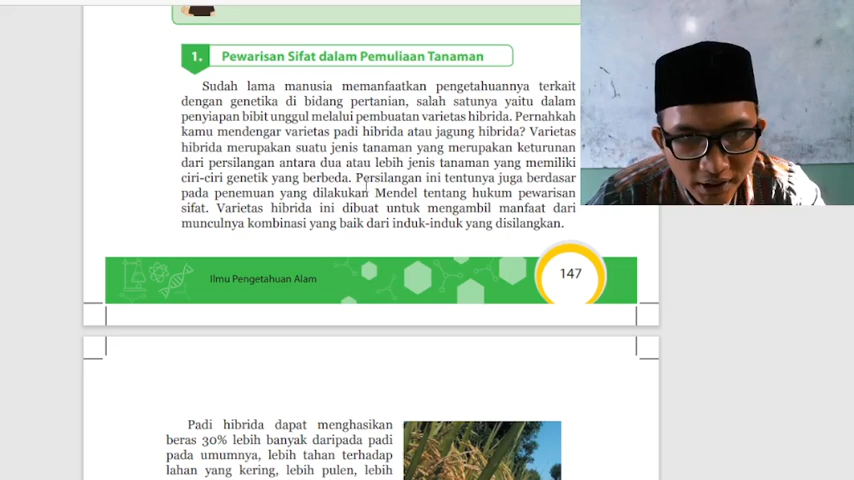 1. Pewarisan Sifat dalam Pemuliaan Tanaman
Sudah lama manusia memanfaatkan pengetahuannya terkait
dengan genetika di bidang pertanian, salah satunya yaitu dalam
penyiapan bibit unggul melalui pembuatan varietas hibrida. Pernahkah
kamu mendengar varietas padi hibrida atau jagung hibrida? Varietas
hibrida merupakan suatu jenis tanaman yang merupakan keturunan
dari persilangan antara dua atau lebih jenis tanaman yang memiliki
ciri-ciri genetik yang berbeda. Persilangan ini tentunya juga berdasar
pada penemuan yang dilakukan Mendel tentang hukum pewarisan
sifat. Varietas hibrida ini dibuat untuk mengambil manfaat dari
munculnya kombinasi yang baik dari induk-induk yang disilangkan.
Ilmu Pengetahuan Alam
147
Padi hibrida dapat menghasikan
beras 30% lebih banyak daripada padi
pada umumnya, lebih tahan terhadap
lahan yang kering, lebih pulen, lebih